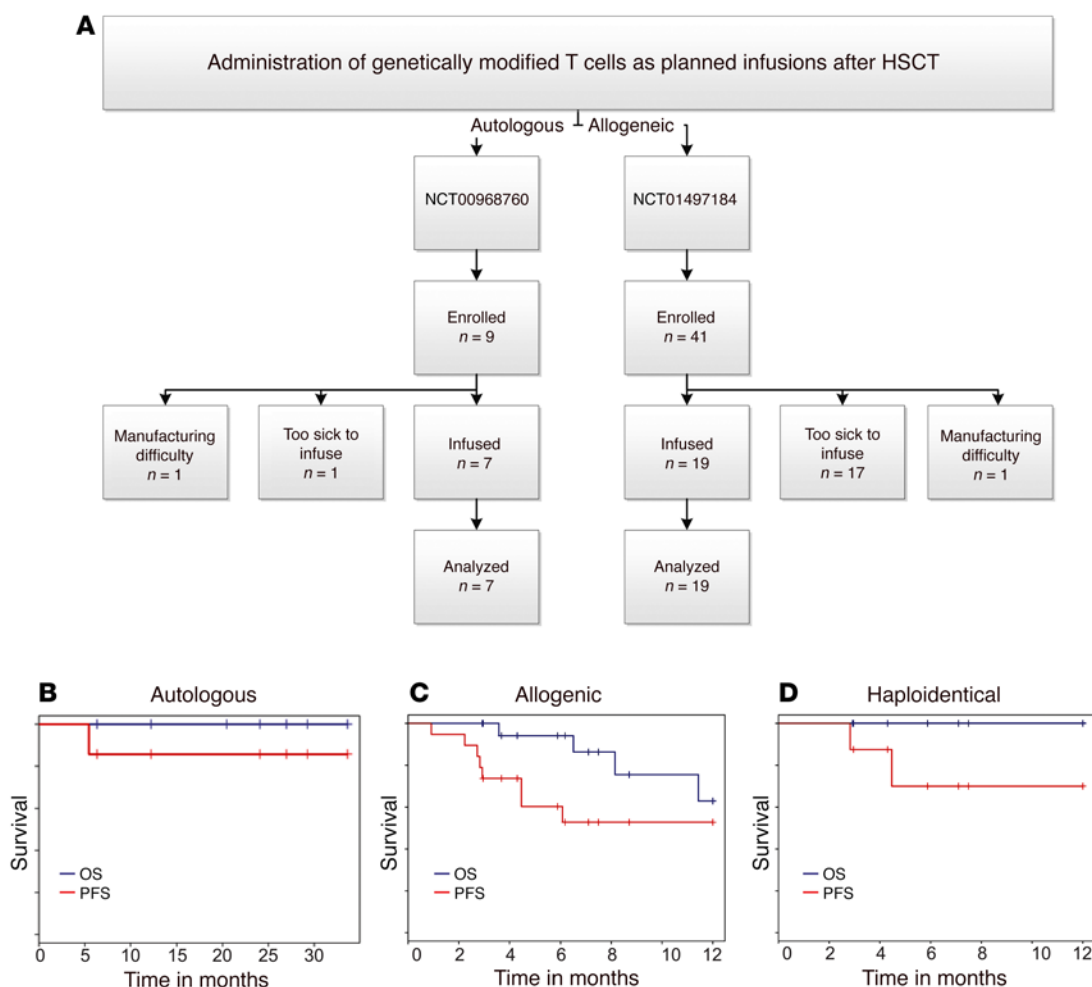 A
Administration of genetically modified T cells as planned infusions after HSCT
Autologous
Allogeneic
NCT00968760
NCT01497184
Enrolled
n = 9
Enrolled
n = 41
Manufacturing
difficulty
n = 1
Too sick to
infuse
n = 1
Infused
n = 7
Infused
n = 19
Too sick to
infuse
n = 17
Manufacturing
difficulty
n = 1
Analyzed
n = 7
Analyzed
n = 19
B
Autologous
Survival
OS
PFS
0 5 10 15 20 25 30
Time in months
C
Allogenic
Survival
OS
PFS
0 2 4 6 8 10 12
Time in months
D
Haploidentical
Survival
OS
PFS
0 2 4 6 8 10 12
Time in months